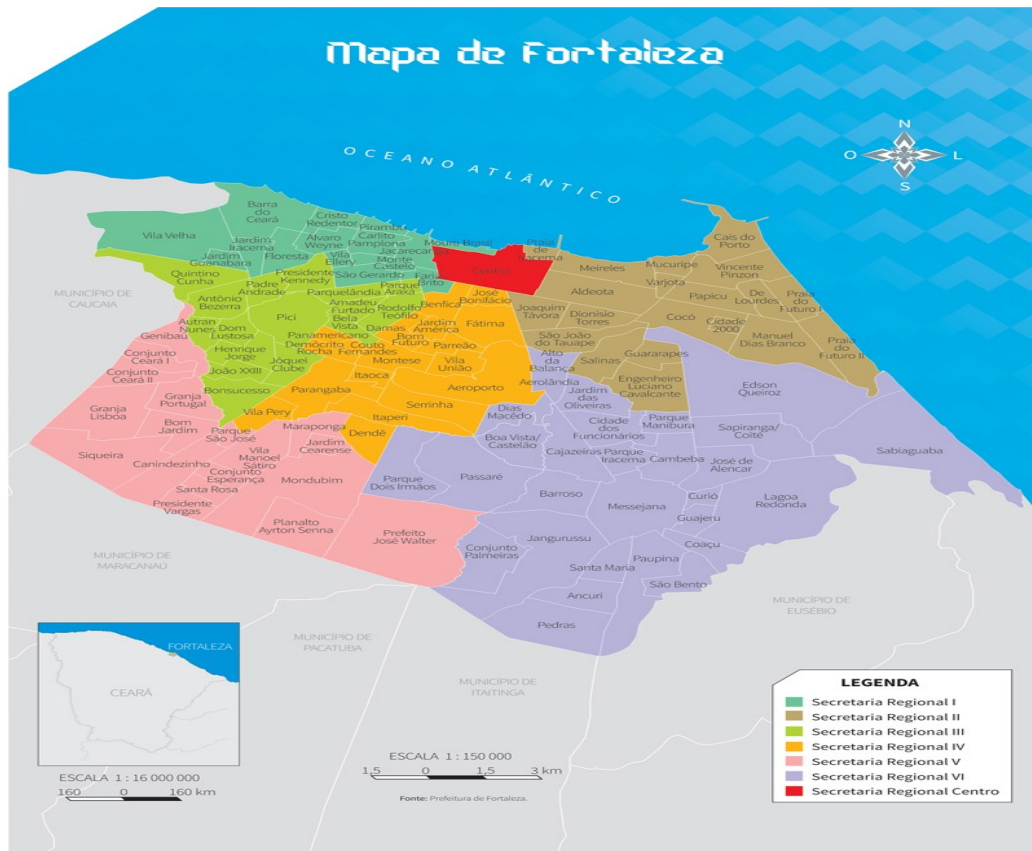 Mapa de Fortaleza
N
O
L
S
OCEANO ATLÂNTICO
Barra
do
Ceará
Cristo
Redentor
Pirambu
Vila Velha
Jardim
Iracema
Álvaro
Weyne
Carlito
Pamplona
Jacarecanga
Moura Brasil
Praia
de
Iracema
Cais do
Porto
Jardim
Guanabara
Floresta
Vila
Ellery
Monte
Castelo
São Gerardo
Farias
Brito
Centro
Meireles
Mucuripe
Varjota
Vincente
Pinzon
Quintino
Cunha
Padre
Andrade
Presidente
Kennedy
Parquelândia
Parque
Araxá
MUNICÍPIO DE
CAUCAIA
Antônio
Bezerra
Pici
Amadeu
Furtado
Rodolfo
Teófilo
Benfica
José
Bonifácio
Aldeota
Papicu
De
Lourdes
Praia
do
Futuro I
Autran
Nunes
Dom
Lustosa
Bela
Vista
Panamericano
Damas
Jardim
América
Bom
Futuro
Fátima
Joaquim
Távora
Dionísio
Torres
Cocó
Cidade
2000
Manuel
Dias Branco
Praia
do
Futuro II
Genibaú
Henrique
Jorge
Demócrito
Rocha
Couto
Fernandes
Parreão
São João
do Tauape
Conjunto
Ceará I
João XXIII
Jóquei
Clube
Montese
Vila
União
Alto
da
Balança
Salinas
Guararapes
Conjunto
Ceará II
Bonsucesso
Itaoca
Parangaba
Aeroporto
Aerolândia
Engenheiro
Luciano
Cavalcante
Edson
Queiroz
Granja
Portugal
Granja
Lisboa
Vila Pery
Serrinha
Dias
Macêdo
Jardim
das
Oliveiras
Bom
Jardim
Parque
São José
Maraponga
Itaperi
Dendê
Cidade
dos
Funcionários
Parque
Manibura
Sapiranga/
Coité
Siqueira
Canindezinho
Vila
Manoel
Sátiro
Jardim
Cearense
Boa Vista/
Castelão
Cajazeiras
Parque
Iracema
Cambeba
José de
Alencar
Sabiaguaba
Conjunto
Esperança
Santa Rosa
Mondubim
Parque
Dois Irmãos
Passaré
Barroso
Messejana
Curió
Lagoa
Redonda
Presidente
Vargas
Planalto
Ayrton Senna
Prefeito
José Walter
Guajeru
Conjunto
Palmeiras
Jangurussu
Coaçu
Paupina
Santa Maria
São Bento
Ancuri
Pedras
MUNICÍPIO DE
MARACANAÚ
MUNICÍPIO DE
PACATUBA
MUNICÍPIO DE
ITAITINGA
MUNICÍPIO DE
EUSÉBIO
FORTALEZA
CEARÁ
ESCALA 1 : 16 000 000
160 0 160 km
ESCALA 1 : 150 000
1,5 0 1,5 3 km
Fonte: Prefeitura de Fortaleza.
LEGENDA
Secretaria Regional I
Secretaria Regional II
Secretaria Regional III
Secretaria Regional IV
Secretaria Regional V
Secretaria Regional VI
Secretaria Regional Centro